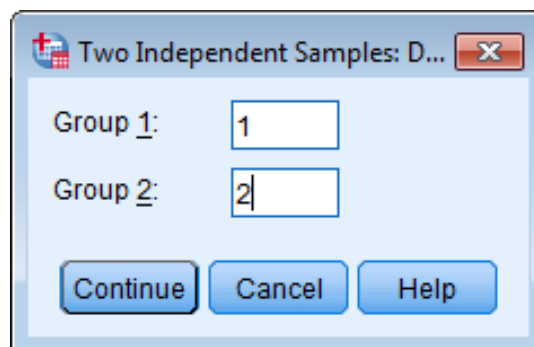 Two Independent Samples: D...
Group 1: 1
Group 2: 2
Continue Cancel Help